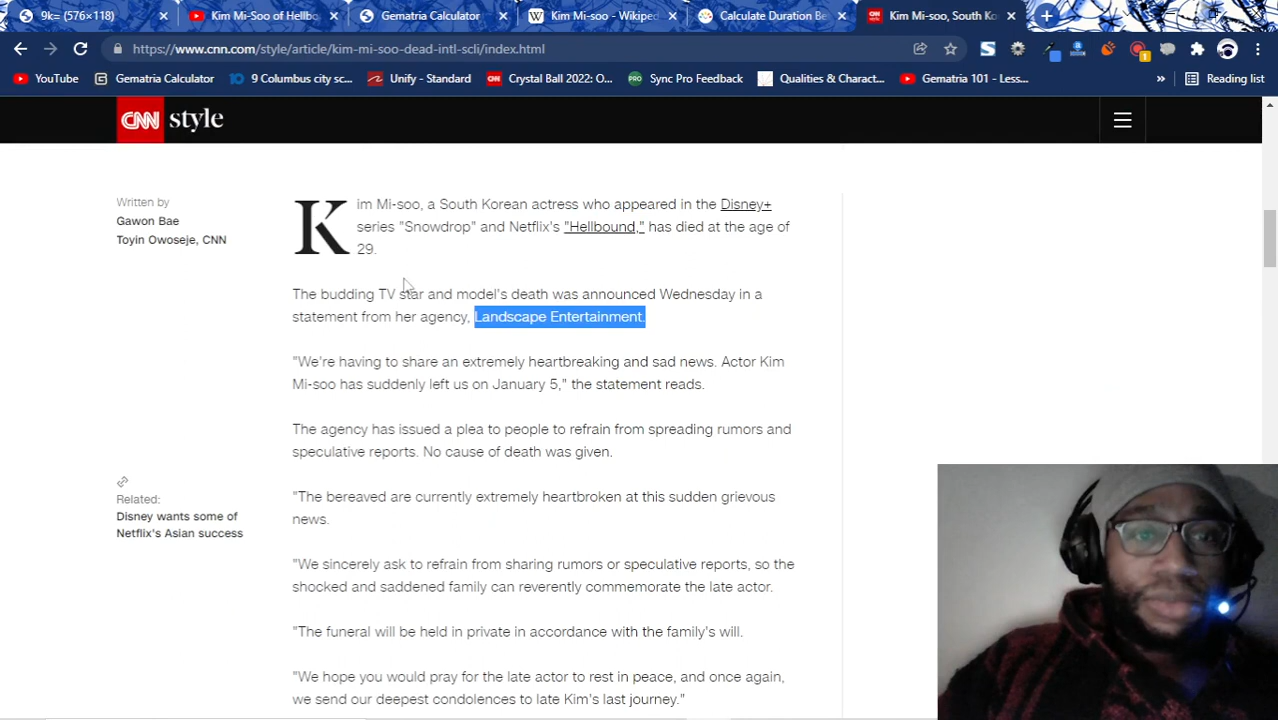 9k= (576×118)
Kim Mi-Soo of Hellbo
Gematria Calculator
Kim Mi-soo - Wikiped
Calculate Duration Be
Kim Mi-soo, South Ko
https://www.cnn.com/style/article/kim-mi-soo-dead-intl-scli/index.html
YouTube
Gematria Calculator
9 Columbus city sc...
Unify - Standard
Crystal Ball 2022: O...
Sync Pro Feedback
Qualities & Charact...
Gematria 101 - Less...
»
Reading list
CNN style
Written by
Gawon Bae
Toyin Owoseje, CNN
Kim Mi-soo, a South Korean actress who appeared in the Disney+
series "Snowdrop" and Netflix's "Hellbound," has died at the age of
29.
The budding TV star and model's death was announced Wednesday in a
statement from her agency, Landscape Entertainment.
"We're having to share an extremely heartbreaking and sad news. Actor Kim
Mi-soo has suddenly left us on January 5," the statement reads.
The agency has issued a plea to people to refrain from spreading rumors and
speculative reports. No cause of death was given.
Related:
Disney wants some of
Netflix's Asian success
"The bereaved are currently extremely heartbroken at this sudden grievous
news.
"We sincerely ask to refrain from sharing rumors or speculative reports, so the
shocked and saddened family can reverently commemorate the late actor.
"The funeral will be held in private in accordance with the family's will.
"We hope you would pray for the late actor to rest in peace, and once again,
we send our deepest condolences to late Kim's last journey."